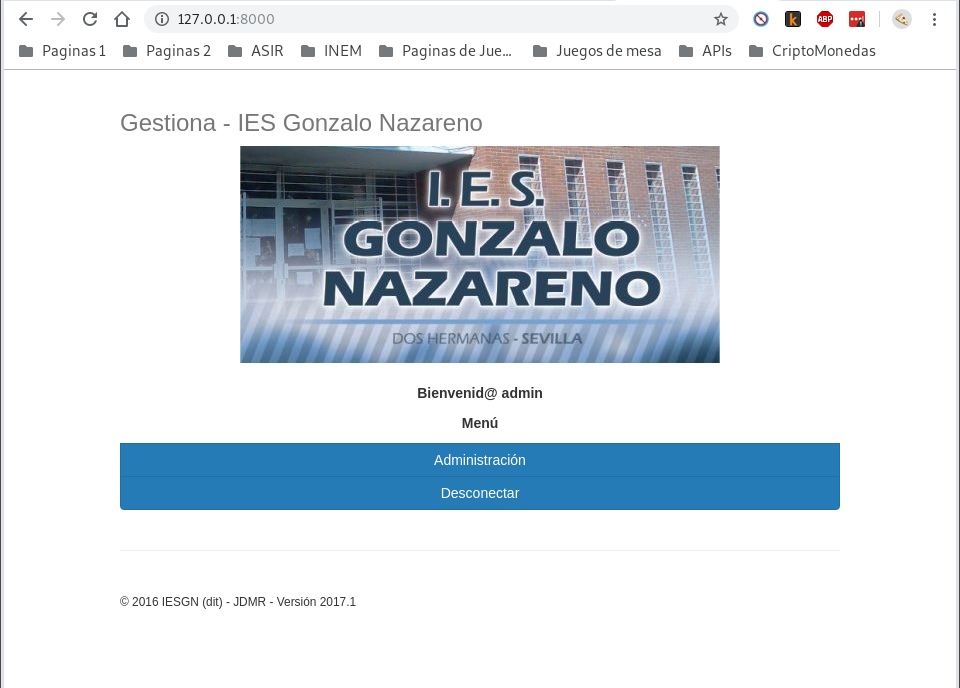 127.0.0.1:8000
ABP
Paginas 1 Paginas 2 ASIR INEM Paginas de Jue... Juegos de mesa APIs CriptoMonedas
Gestiona - IES Gonzalo Nazareno
I.E.S.
GONZALO
NAZARENO
DOS HERMANAS - SEVILLA
Bienvenid@ admin
Menú
Administración
Desconectar
© 2016 IESGN (dit) - JDMR - Versión 2017.1